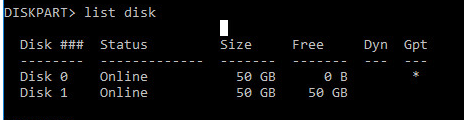 DISKPART> list disk
Disk ### Status Size Free Dyn Gpt
-------- ------------- ------- ------- --- ---
Disk 0 Online 50 GB 0 B *
Disk 1 Online 50 GB 50 GB